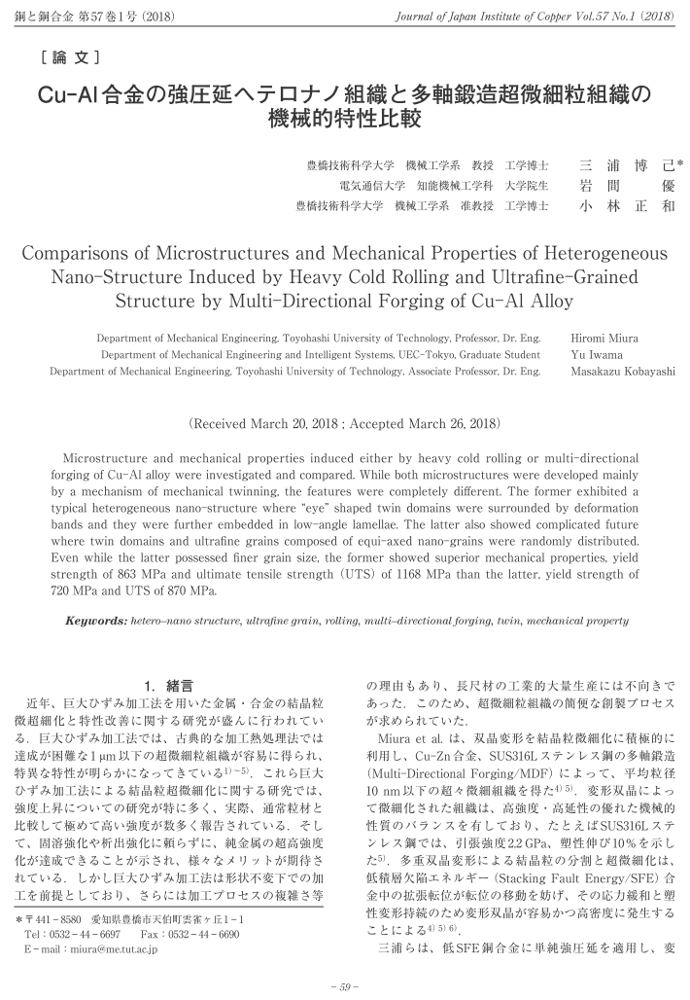 銅と銅合金 第57巻1号(2018)
Journal of Japan Institute of Copper Vol.57 No.1 (2018)
[論 文]
Cu-Al合金の強圧延ヘテロナノ組織と多軸鍛造超微細粒組織の
機械的特性比較
豊橋技術科学大学 機械工学系 教授 工学博士 三浦博己*
電気通信大学 知能機械工学科 大学院生 岩間 優
豊橋技術科学大学 機械工学系 准教授 工学博士 小林正和
Comparisons of Microstructures and Mechanical Properties of Heterogeneous
Nano-Structure Induced by Heavy Cold Rolling and Ultrafine-Grained
Structure by Multi-Directional Forging of Cu-Al Alloy
Department of Mechanical Engineering, Toyohashi University of Technology, Professor, Dr. Eng. Hiromi Miura
Department of Mechanical Engineering and Intelligent Systems, UEC-Tokyo, Graduate Student Yu Iwama
Department of Mechanical Engineering, Toyohashi University of Technology, Associate Professor, Dr. Eng. Masakazu Kobayashi
(Received March 20, 2018 ; Accepted March 26, 2018)
Microstructure and mechanical properties induced either by heavy cold rolling or multi-directional
forging of Cu-Al alloy were investigated and compared. While both microstructures were developed mainly
by a mechanism of mechanical twinning, the features were completely different. The former exhibited a
typical heterogeneous nano-structure where “eye” shaped twin domains were surrounded by deformation
bands and they were further embedded in low-angle lamellae. The latter also showed complicated future
where twin domains and ultrafine grains composed of equi-axed nano-grains were randomly distributed.
Even while the latter possessed finer grain size, the former showed superior mechanical properties, yield
strength of 863 MPa and ultimate tensile strength (UTS) of 1168 MPa than the latter, yield strength of
720 MPa and UTS of 870 MPa.
Keywords: hetero-nano structure, ultrafine grain, rolling, multi-directional forging, twin, mechanical property
1. 緒言
近年、巨大ひずみ加工法を用いた金属・合金の結晶粒
微超細化と特性改善に関する研究が盛んに行われてい
る．巨大ひずみ加工法では、古典的な加工熱処理法では
達成が困難な1 μm以下の超微細粒組織が容易に得られ、
特異な特性が明らかになってきている1)~5)．これら巨大
ひずみ加工法による結晶粒超微細化に関する研究では、
強度上昇についての研究が特に多く、実際、通常粒材と
比較して極めて高い強度が数多く報告されている．そし
て、固溶強化や析出強化に頼らずに、純金属の超高強度
化が達成できることが示され、様々なメリットが期待さ
れている．しかし巨大ひずみ加工法は形状不変下での加
工を前提としており、さらには加工プロセスの複雑さ等
*〒441-8580 愛知県豊橋市天伯町雲雀ヶ丘1-1
Tel：0532-44-6697 Fax：0532-44-6690
E-mail：miura@me.tut.ac.jp
の理由もあり、長尺材の工業的大量生産には不向きで
あった．このため、超微細粒組織の簡便な創製プロセス
が求められていた．
Miura et al. は、双晶変形を結晶粒微細化に積極的に
利用し、Cu-Zn合金、SUS316Lステンレス鋼の多軸鍛造
(Multi-Directional Forging/MDF) によって、平均粒径
10 nm以下の超々微細組織を得た4) 5)．変形双晶によっ
て微細化された組織は、高強度・高延性の優れた機械的
性質のバランスを有しており、たとえばSUS316Lステ
ンレス鋼では、引張強度2.2 GPa、塑性伸び10％を示し
た5)．多重双晶変形による結晶粒の分割と超微細化は、
低積層欠陥エネルギー (Stacking Fault Energy/SFE) 合
金中の拡張転位が転位の移動を妨げ、その応力緩和と塑
性変形持続のため変形双晶が容易かつ高密度に発生する
ことによる4) 5) 6)．
三浦らは、低SFE銅合金に単純強圧延を適用し、変
- 59 -